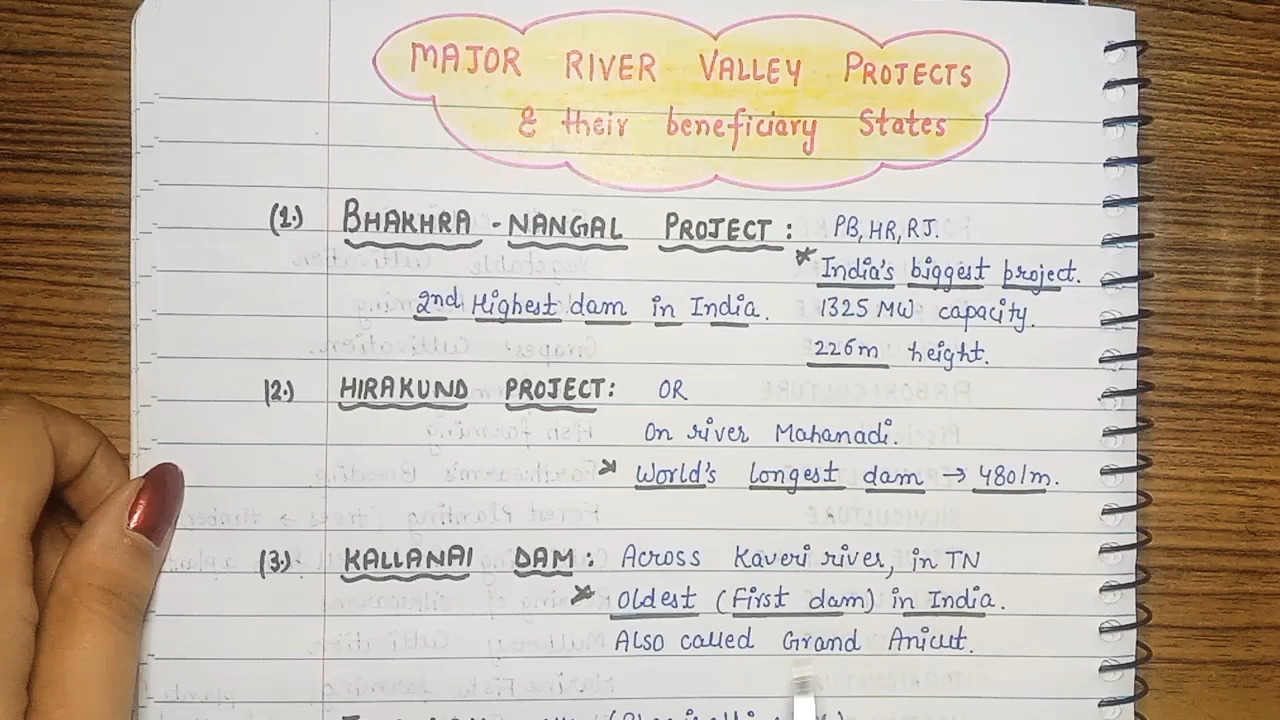 MAJOR RIVER VALLEY PROJECTS
& their beneficiary States
(1.) BHAKHRA - NANGAL PROJECT : PB, HR, RJ.
* India's biggest project.
2nd Highest dam in India. 1325 MW capacity.
226m height.
(2.) HIRAKUND PROJECT : OR
On river Mahanadi.
* World's longest dam → 4801m.
(3.) KALLANAI DAM : Across Kaveri river, in TN
* Oldest (First dam) in India.
Also called Grand Anicut.